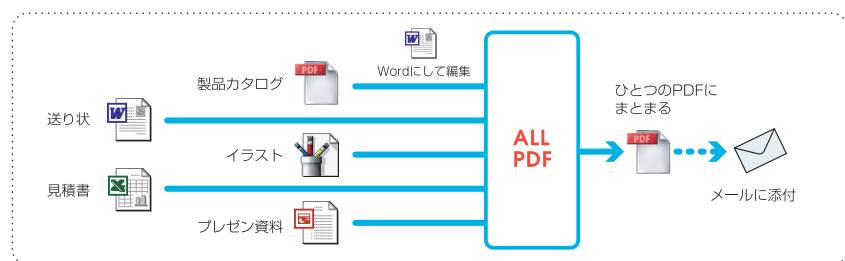 製品カタログ
PDF
W
Wordにして編集
送り状
W
イラスト
見積書
X
プレゼン資料
ALL
PDF
ひとつのPDFに
まとまる
PDF
メールに添付